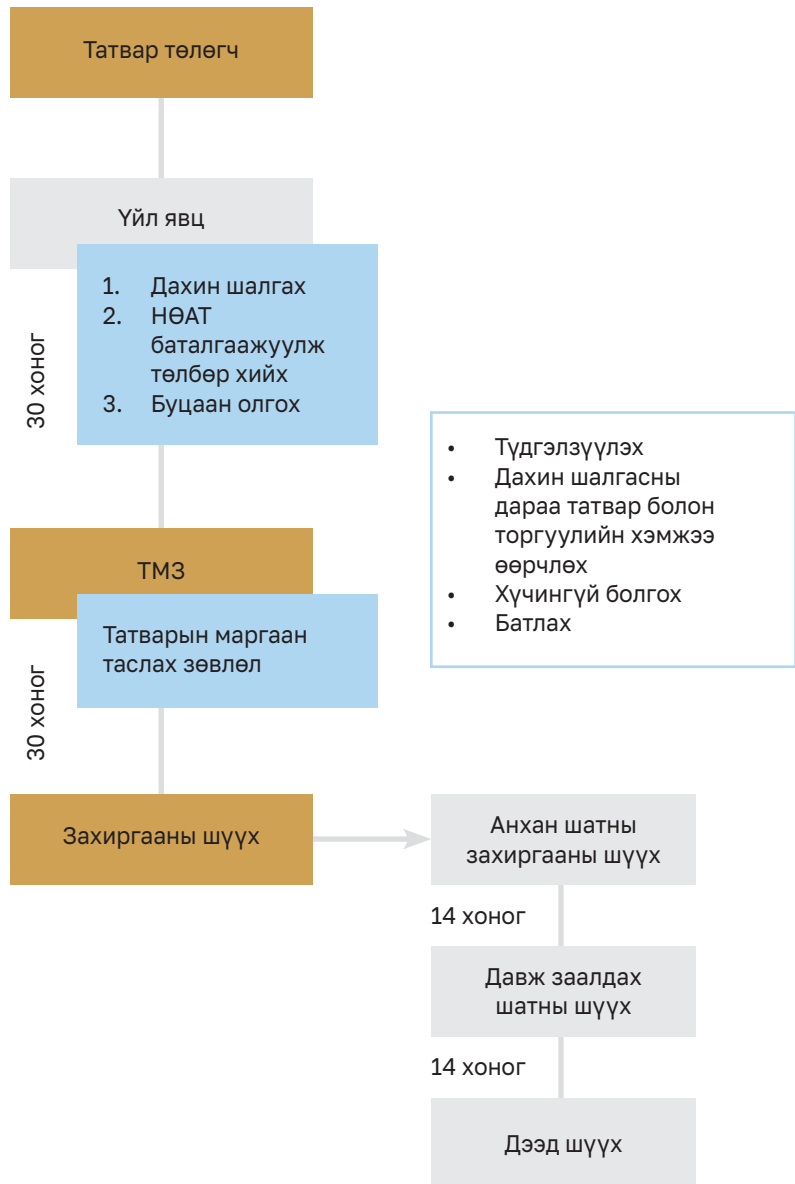 Татвар төлөгч
Үйл явц
1. Дахин шалгах
2. НӨАТ
баталгаажуулж
төлбөр хийх
3. Буцаан олгох
30 хоног
• Түдгэлзүүлэх
• Дахин шалгасны
дараа татвар болон
торгуулийн хэмжээ
өөрчлөх
• Хүчингүй болгох
• Батлах
ТМЗ
Татварын маргаан
таслах зөвлөл
30 хоног
Захиргааны шүүх
Анхан шатны
захиргааны шүүх
14 хоног
Давж заалдах
шатны шүүх
14 хоног
Дээд шүүх